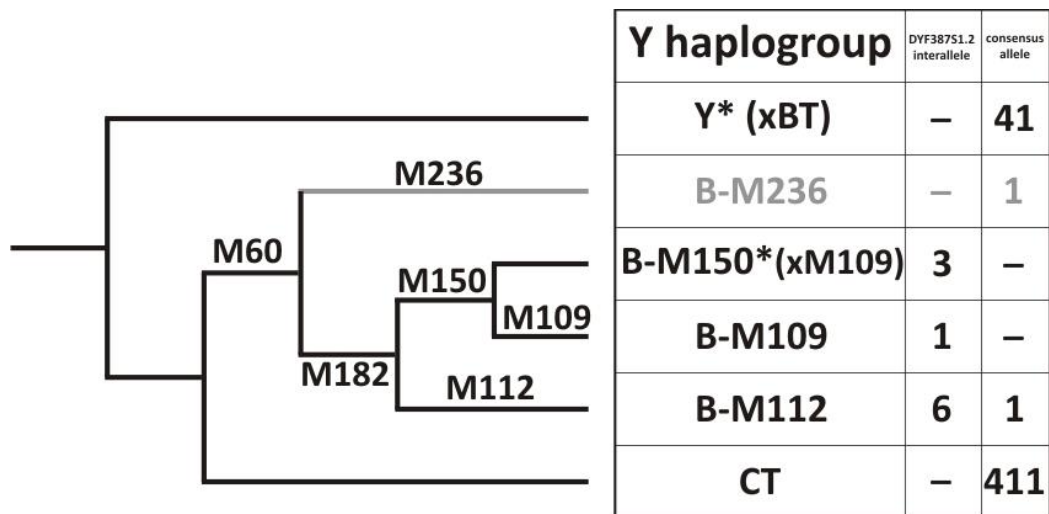 M236
M60
M150
M109
M182
M112
Y haplogroup DYF387S1.2 interallele consensus allele
Y* (xBT) – 41
B-M236 – 1
B-M150*(xM109) 3 –
B-M109 1 –
B-M112 6 1
CT – 411